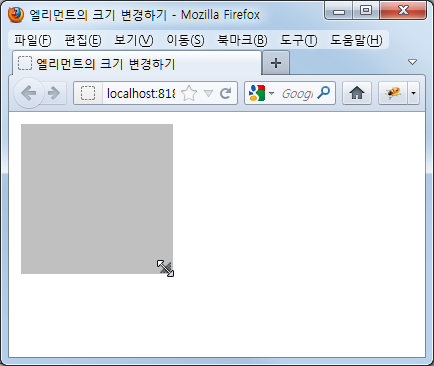 엘리먼트의 크기 변경하기 - Mozilla Firefox
파일(F) 편집(E) 보기(V) 이동(S) 북마크(B) 도구(T) 도움말(H)
엘리먼트의 크기 변경하기
localhost:818 Googl